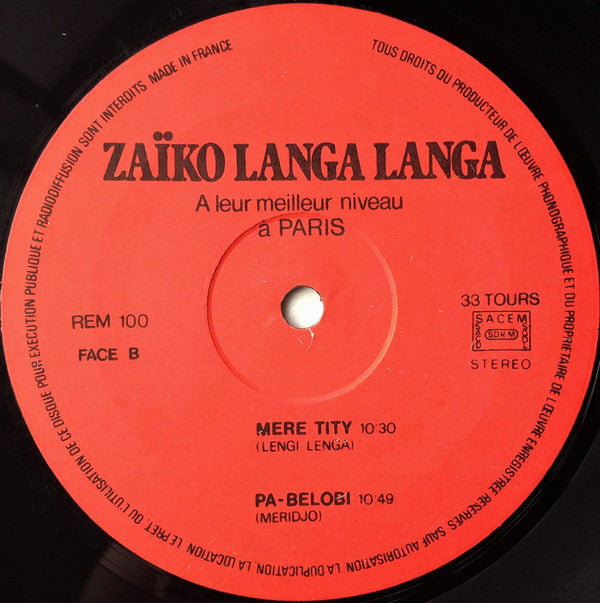 TOUS DROITS DU PRODUCTEUR DE L'ŒUVRE PHONOGRAPHIQUE ET DU PROPRIETAIRE DE L'ŒUVRE ENREGISTREE RESERVES SAUF AUTORISATION. LA DUPLICATION, LA LOCATION, LE PRET, OU L'UTILISATION DE CE DISQUE POUR EXECUTION PUBLIQUE ET RADIODIFFUSION SONT INTERDITS MADE IN FRANCE
ZAÏKO LANGA LANGA
A leur meilleur niveau
à PARIS
REM 100
FACE B
33 TOURS
SACEM
SDRM
STEREO
MERE TITY 10'30
(LENGI LENGA)
PA-BELOBI 10'49
(MERIDJO)